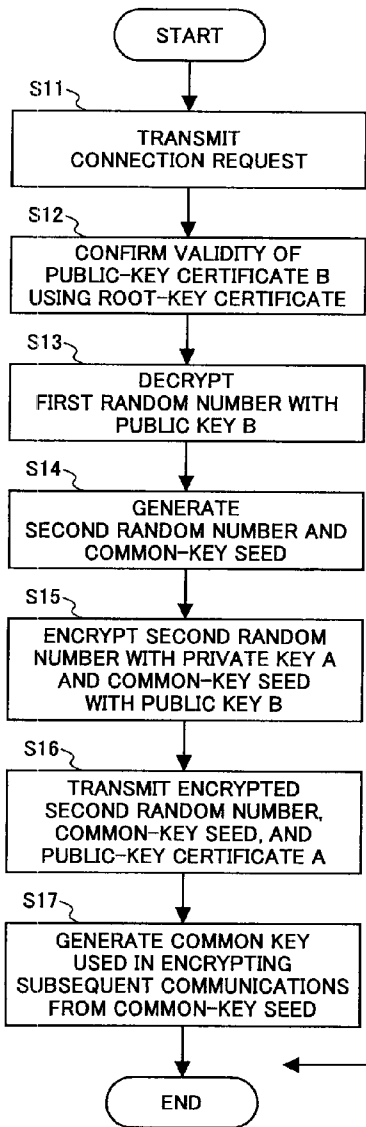 START
S11
TRANSMIT
CONNECTION REQUEST
S12
CONFIRM VALIDITY OF
PUBLIC-KEY CERTIFICATE B
USING ROOT-KEY CERTIFICATE
S13
DECRYPT
FIRST RANDOM NUMBER WITH
PUBLIC KEY B
S14
GENERATE
SECOND RANDOM NUMBER AND
COMMON-KEY SEED
S15
ENCRYPT SECOND RANDOM
NUMBER WITH PRIVATE KEY A
AND COMMON-KEY SEED
WITH PUBLIC KEY B
S16
TRANSMIT ENCRYPTED
SECOND RANDOM NUMBER,
COMMON-KEY SEED, AND
PUBLIC-KEY CERTIFICATE A
S17
GENERATE COMMON KEY
USED IN ENCRYPTING
SUBSEQUENT COMMUNICATIONS
FROM COMMON-KEY SEED
END